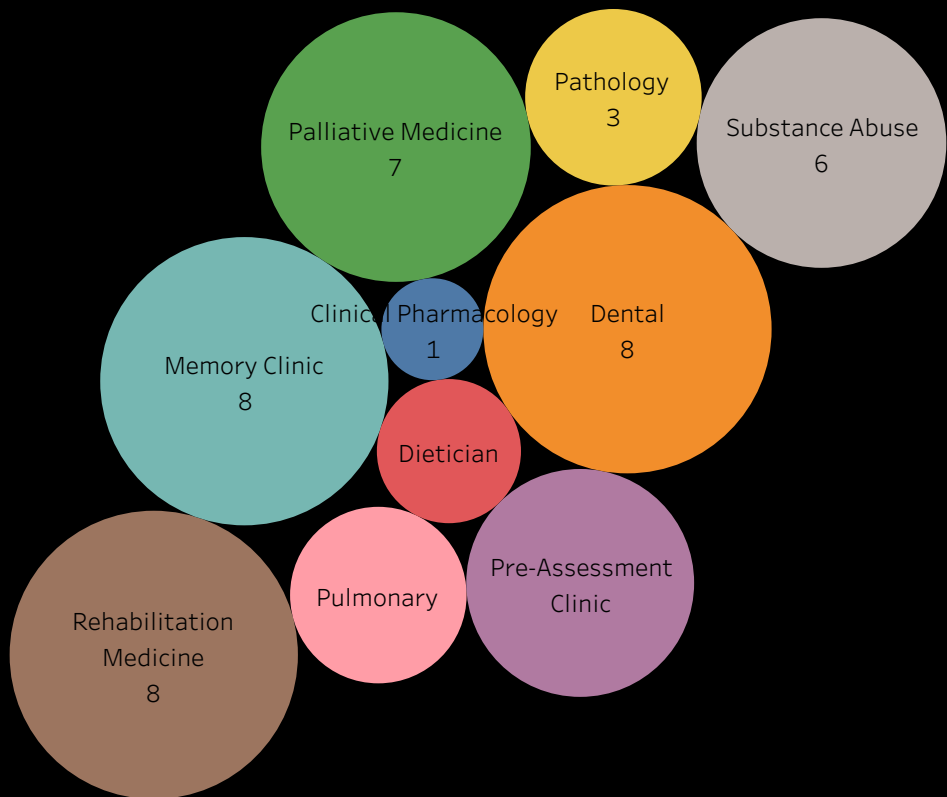 Palliative Medicine
7
Pathology
3
Substance Abuse
6
Clinical Pharmacology
1
Dental
8
Memory Clinic
8
Dietician
Pre-Assessment
Clinic
Pulmonary
Rehabilitation
Medicine
8